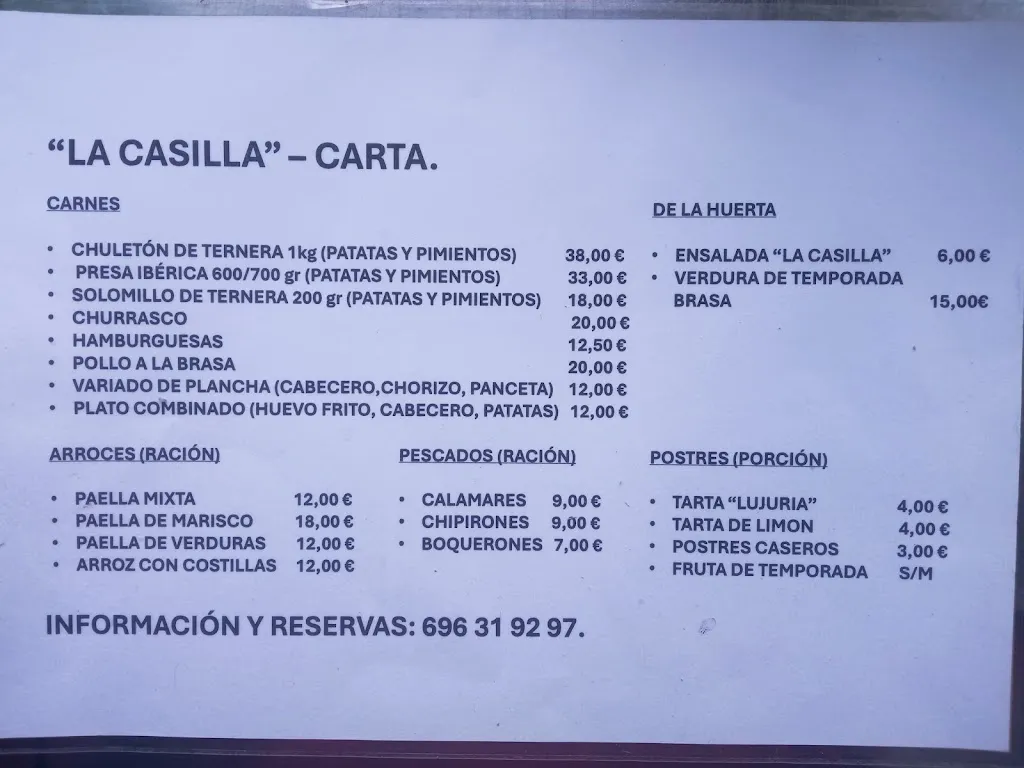 “LA CASILLA” – CARTA.
CARNES
• CHULETÓN DE TERNERA 1kg (PATATAS Y PIMIENTOS) 38,00 €
• PRESA IBÉRICA 600/700 gr (PATATAS Y PIMIENTOS) 33,00 €
• SOLOMILLO DE TERNERA 200 gr (PATATAS Y PIMIENTOS) 18,00 €
• CHURRASCO 20,00 €
• HAMBURGUESAS 12,50 €
• POLLO A LA BRASA 20,00 €
• VARIADO DE PLANCHA (CABECERO,CHORIZO, PANCETA) 12,00 €
• PLATO COMBINADO (HUEVO FRITO, CABECERO, PATATAS) 12,00 €
DE LA HUERTA
• ENSALADA “LA CASILLA” 6,00 €
• VERDURA DE TEMPORADA
BRASA 15,00€
ARROCES (RACIÓN)
• PAELLA MIXTA 12,00 €
• PAELLA DE MARISCO 18,00 €
• PAELLA DE VERDURAS 12,00 €
• ARROZ CON COSTILLAS 12,00 €
PESCADOS (RACIÓN)
• CALAMARES 9,00 €
• CHIPIRONES 9,00 €
• BOQUERONES 7,00 €
POSTRES (PORCIÓN)
• TARTA “LUJURIA” 4,00 €
• TARTA DE LIMON 4,00 €
• POSTRES CASEROS 3,00 €
• FRUTA DE TEMPORADA S/M
INFORMACIÓN Y RESERVAS: 696 31 92 97.